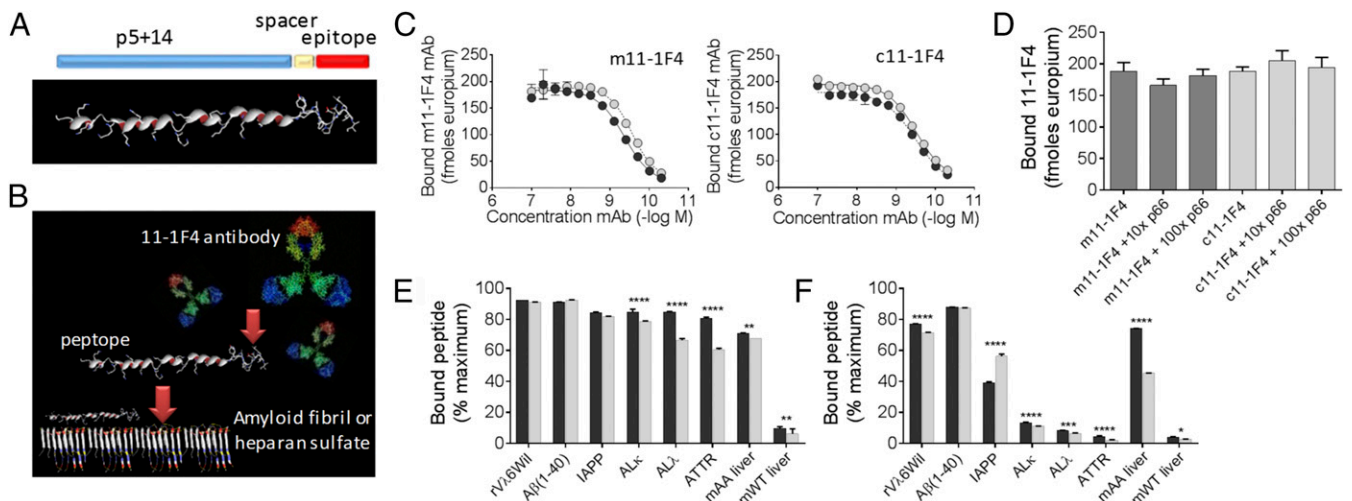 A
p5+14
spacer
epitope
B
11-1F4 antibody
peptope
Amyloid fibril or
heparan sulfate
C
m11-1F4
Bound m11-1F4 mAb
(fmoles europium)
250
200
150
100
50
0
6 7 8 9 10 11
Concentration mAb (-log M)
c11-1F4
Bound c11-1F4 mAb
(fmoles europium)
250
200
150
100
50
0
6 7 8 9 10 11
Concentration mAb (-log M)
D
Bound 11-1F4
(fmoles europium)
250
200
150
100
50
0
m11-1F4
m11-1F4 +10x p66
m11-1F4 + 100x p66
c11-1F4
c11-1F4 + 10x p66
c11-1F4 + 100x p66
E
Bound peptide
(% maximum)
100
80
60
40
20
0
**** **** **** ** **
rVλ6Wil
Aβ(1-40)
IAPP
ALκ
ALλ
ATTR
mAA liver
mWT liver
F
Bound peptide
(% maximum)
100
80
60
40
20
0
**** **** **** *** **** **** *
rVλ6Wil
Aβ(1-40)
IAPP
ALκ
ALλ
ATTR
mAA liver
mWT liver